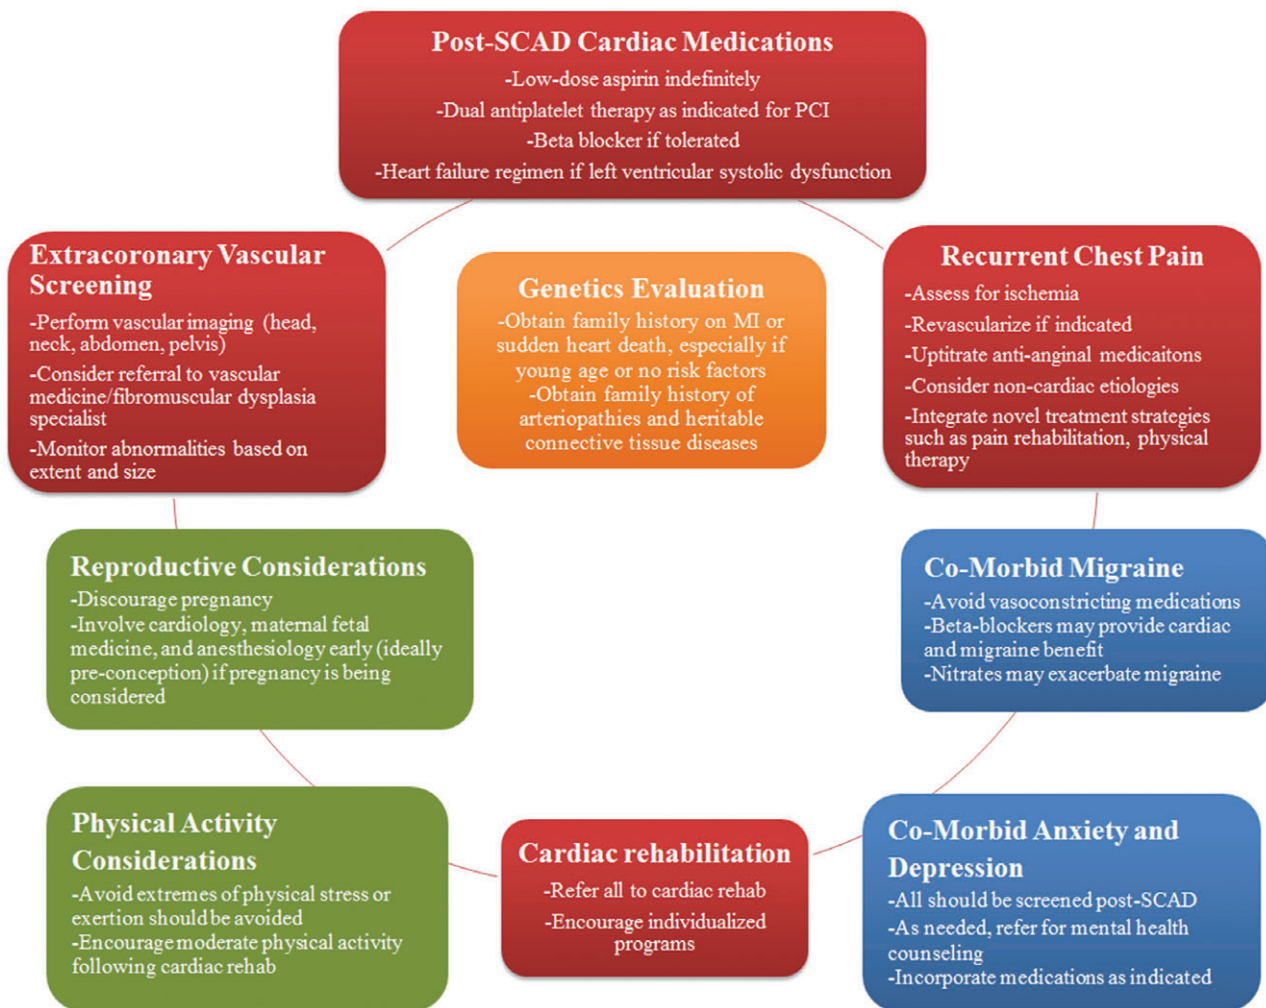 Post-SCAD Cardiac Medications
-Low-dose aspirin indefinitely
-Dual antiplatelet therapy as indicated for PCI
-Beta blocker if tolerated
-Heart failure regimen if left ventricular systolic dysfunction
Extracoronary Vascular
Screening
-Perform vascular imaging (head,
neck, abdomen, pelvis)
-Consider referral to vascular
medicine/fibromuscular dysplasia
specialist
-Monitor abnormalities based on
extent and size
Genetics Evaluation
-Obtain family history on MI or
sudden heart death, especially if
young age or no risk factors
-Obtain family history of
arteriopathies and heritable
connective tissue diseases
Recurrent Chest Pain
-Assess for ischemia
-Revascularize if indicated
-Uptitrate anti-anginal medicaitons
-Consider non-cardiac etiologies
-Integrate novel treatment strategies
such as pain rehabilitation, physical
therapy
Reproductive Considerations
-Discourage pregnancy
-Involve cardiology, maternal fetal
medicine, and anesthesiology early (ideally
pre-conception) if pregnancy is being
considered
Co-Morbid Migraine
-Avoid vasoconstricting medications
-Beta-blockers may provide cardiac
and migraine benefit
-Nitrates may exacerbate migraine
Physical Activity
Considerations
-Avoid extremes of physical stress or
exertion should be avoided
-Encourage moderate physical activity
following cardiac rehab
Cardiac rehabilitation
-Refer all to cardiac rehab
-Encourage individualized
programs
Co-Morbid Anxiety and
Depression
-All should be screened post-SCAD
-As needed, refer for mental health
counseling
-Incorporate medications as indicated